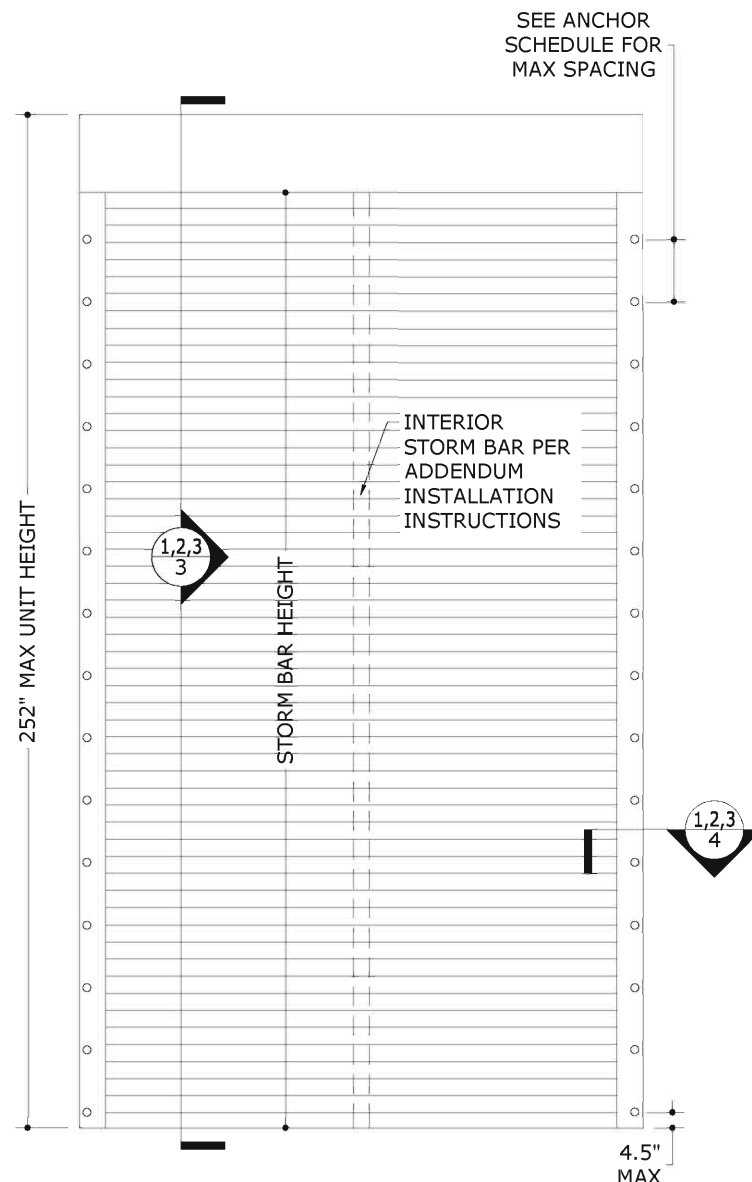 SEE ANCHOR
SCHEDULE FOR
MAX SPACING
252" MAX UNIT HEIGHT
STORM BAR HEIGHT
INTERIOR
STORM BAR PER
ADDENDUM
INSTALLATION
INSTRUCTIONS
1,2,3
3
1,2,3
4
4.5"
MAX